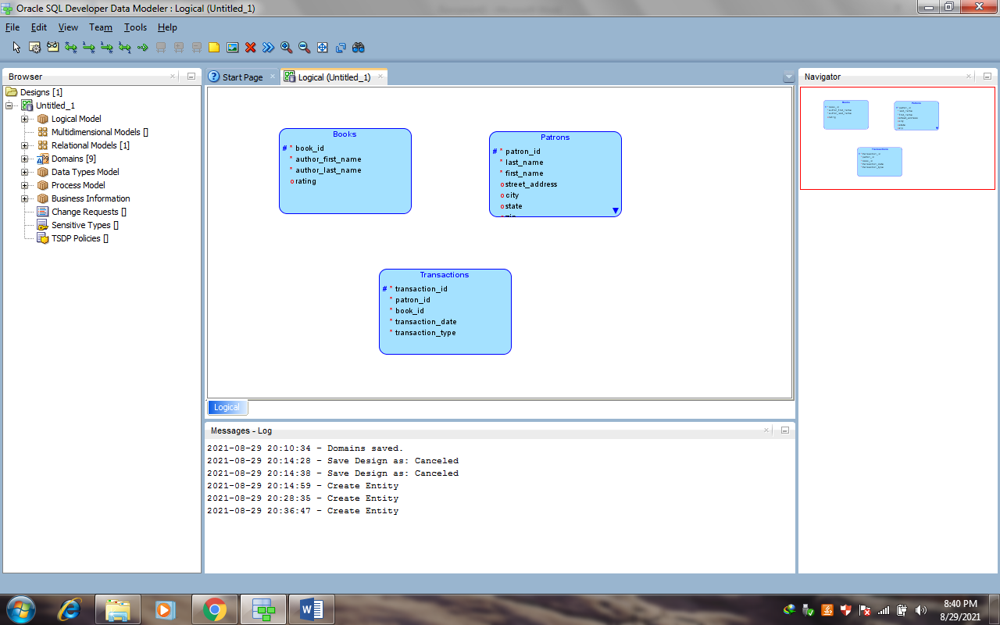 Oracle SQL Developer Data Modeler : Logical (Untitled_1)
File Edit View Team Tools Help
Browser
Designs [1]
Untitled_1
Logical Model
Multidimensional Models []
Relational Models [1]
Domains [9]
Data Types Model
Process Model
Business Information
Change Requests []
Sensitive Types []
TSDP Policies []
Start Page
Logical (Untitled_1)
Books
# * book_id
* author_first_name
* author_last_name
o rating
Patrons
# * patron_id
* last_name
* first_name
o street_address
o city
o state
Transactions
# * transaction_id
* patron_id
* book_id
* transaction_date
* transaction_type
Logical
Messages - Log
2021-08-29 20:10:34 - Domains saved.
2021-08-29 20:14:28 - Save Design as: Canceled
2021-08-29 20:14:38 - Save Design as: Canceled
2021-08-29 20:14:59 - Create Entity
2021-08-29 20:28:35 - Create Entity
2021-08-29 20:36:47 - Create Entity
Navigator
Books
Patrons
Transactions
8:40 PM
8/29/2021